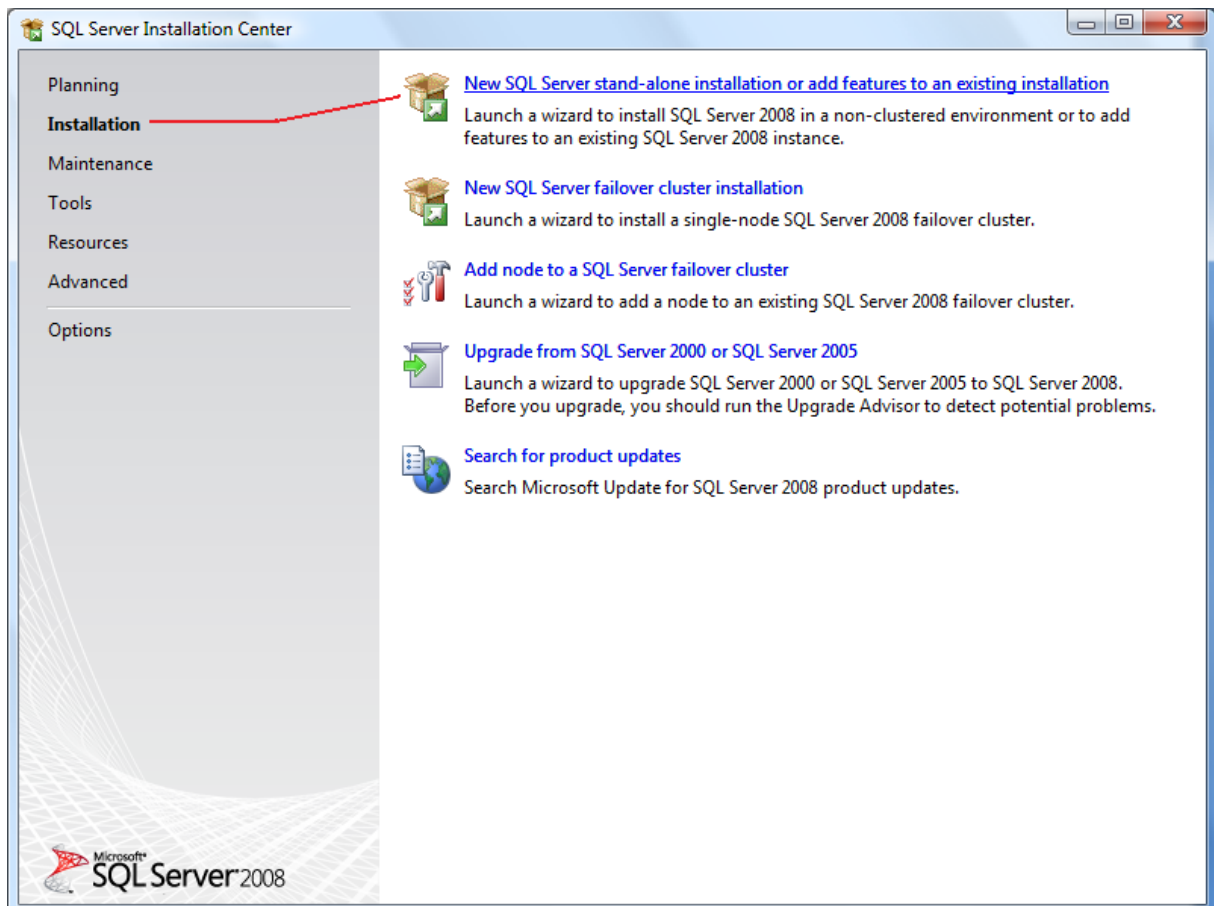 SQL Server Installation Center
Planning
Installation
Maintenance
Tools
Resources
Advanced
Options
New SQL Server stand-alone installation or add features to an existing installation
Launch a wizard to install SQL Server 2008 in a non-clustered environment or to add
features to an existing SQL Server 2008 instance.
New SQL Server failover cluster installation
Launch a wizard to install a single-node SQL Server 2008 failover cluster.
Add node to a SQL Server failover cluster
Launch a wizard to add a node to an existing SQL Server 2008 failover cluster.
Upgrade from SQL Server 2000 or SQL Server 2005
Launch a wizard to upgrade SQL Server 2000 or SQL Server 2005 to SQL Server 2008.
Before you upgrade, you should run the Upgrade Advisor to detect potential problems.
Search for product updates
Search Microsoft Update for SQL Server 2008 product updates.
Microsoft
SQL Server 2008